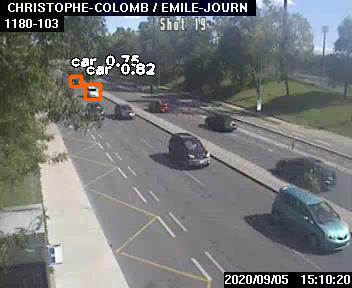 CHRISTOPHE-COLOMB / EMILE-JOURN
1180-103
Shot 19
car 0.75
car 0.82
2020/09/05 15:10:20